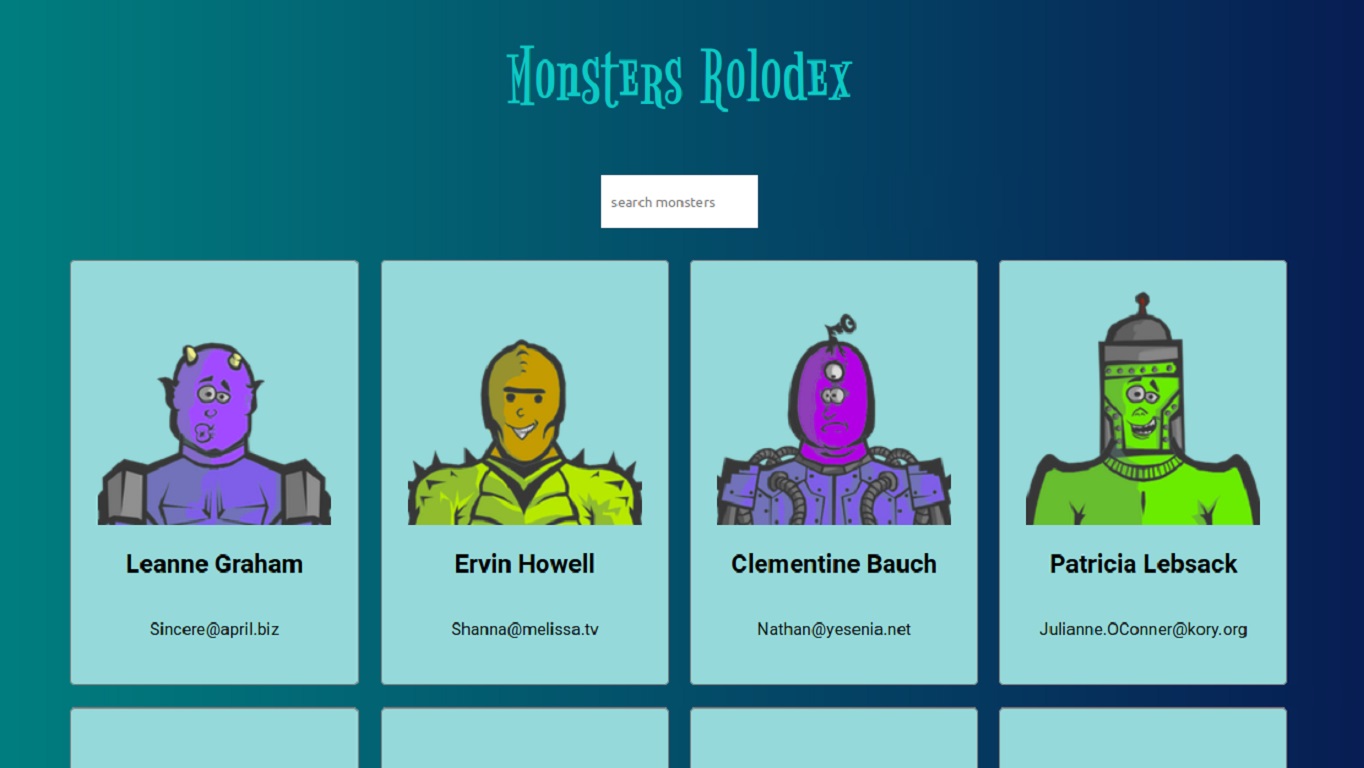 Monsters Rolodex
search monsters
Leanne Graham
Ervin Howell
Clementine Bauch
Patricia Lebsack
Sincere@april.biz
Shanna@melissa.tv
Nathan@yesenia.net
Julianne.OConner@kory.org